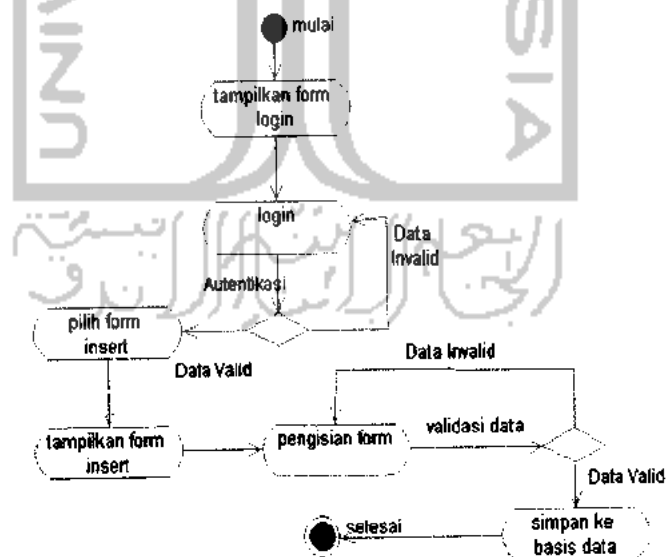 mulai
tampilkan form
login
login
Data
Invalid
Autentikasi
pilih form
insert
Data Valid
Data Invalid
tampilkan form
insert
pengisian form
validasi data
Data Valid
simpan ke
basis data
selesai